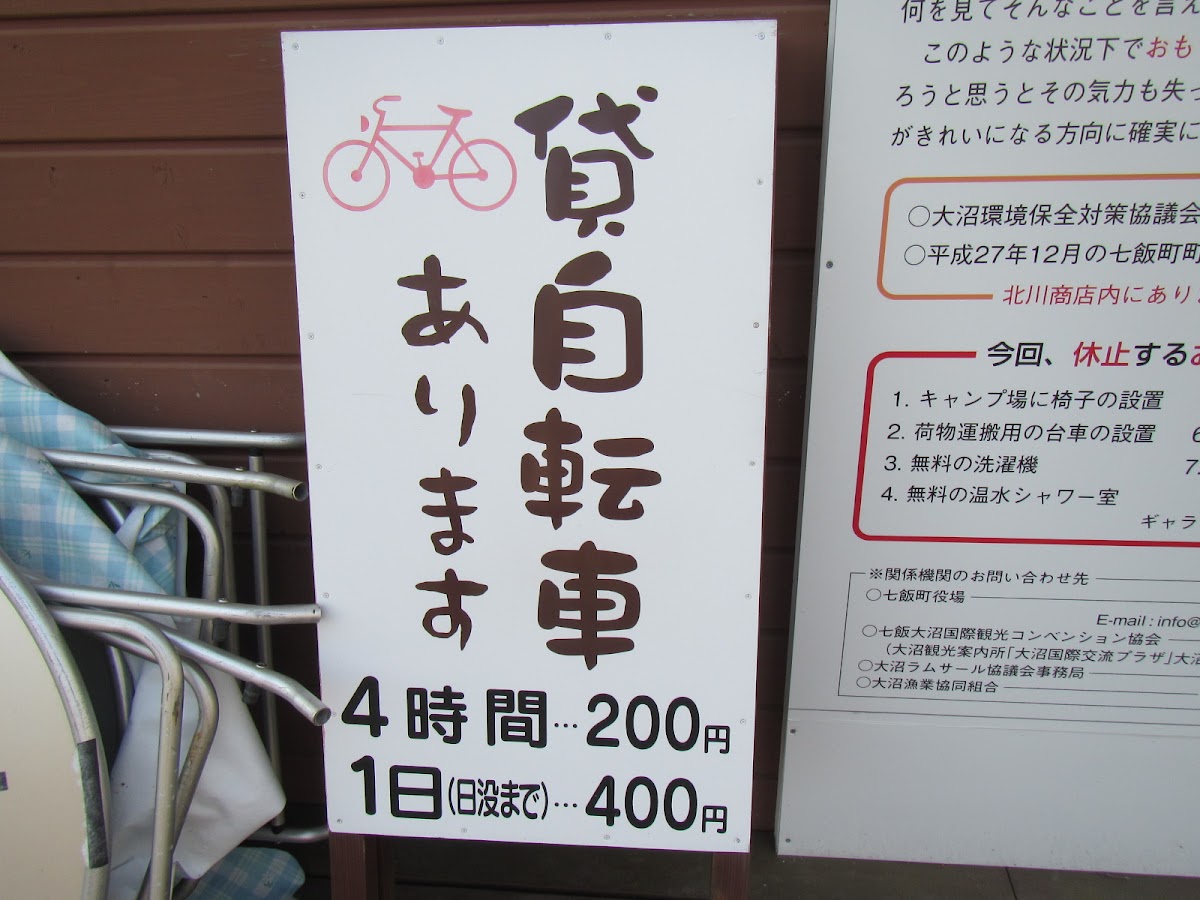 貸自転車
あります
4時間…200円
1日(日没まで)…400円
何を見てそんなことを言え
このような状況下でおも
ろうと思うとその気力も失っ
がきれいになる方向に確実に
○大沼環境保全対策協議会
○平成27年12月の七飯町町
北川商店内にあり
今回、休止する
1. キャンプ場に椅子の設置
2. 荷物運搬用の台車の設置
3. 無料の洗濯機
4. 無料の温水シャワー室
7.
ギャラ
※関係機関のお問い合わせ先
○七飯町役場
E-mail : info@
○七飯大沼国際観光コンベンション協会
(大沼観光案内所「大沼国際交流プラザ」大沼
○大沼ラムサール協議会事務局
○大沼漁業協同組合